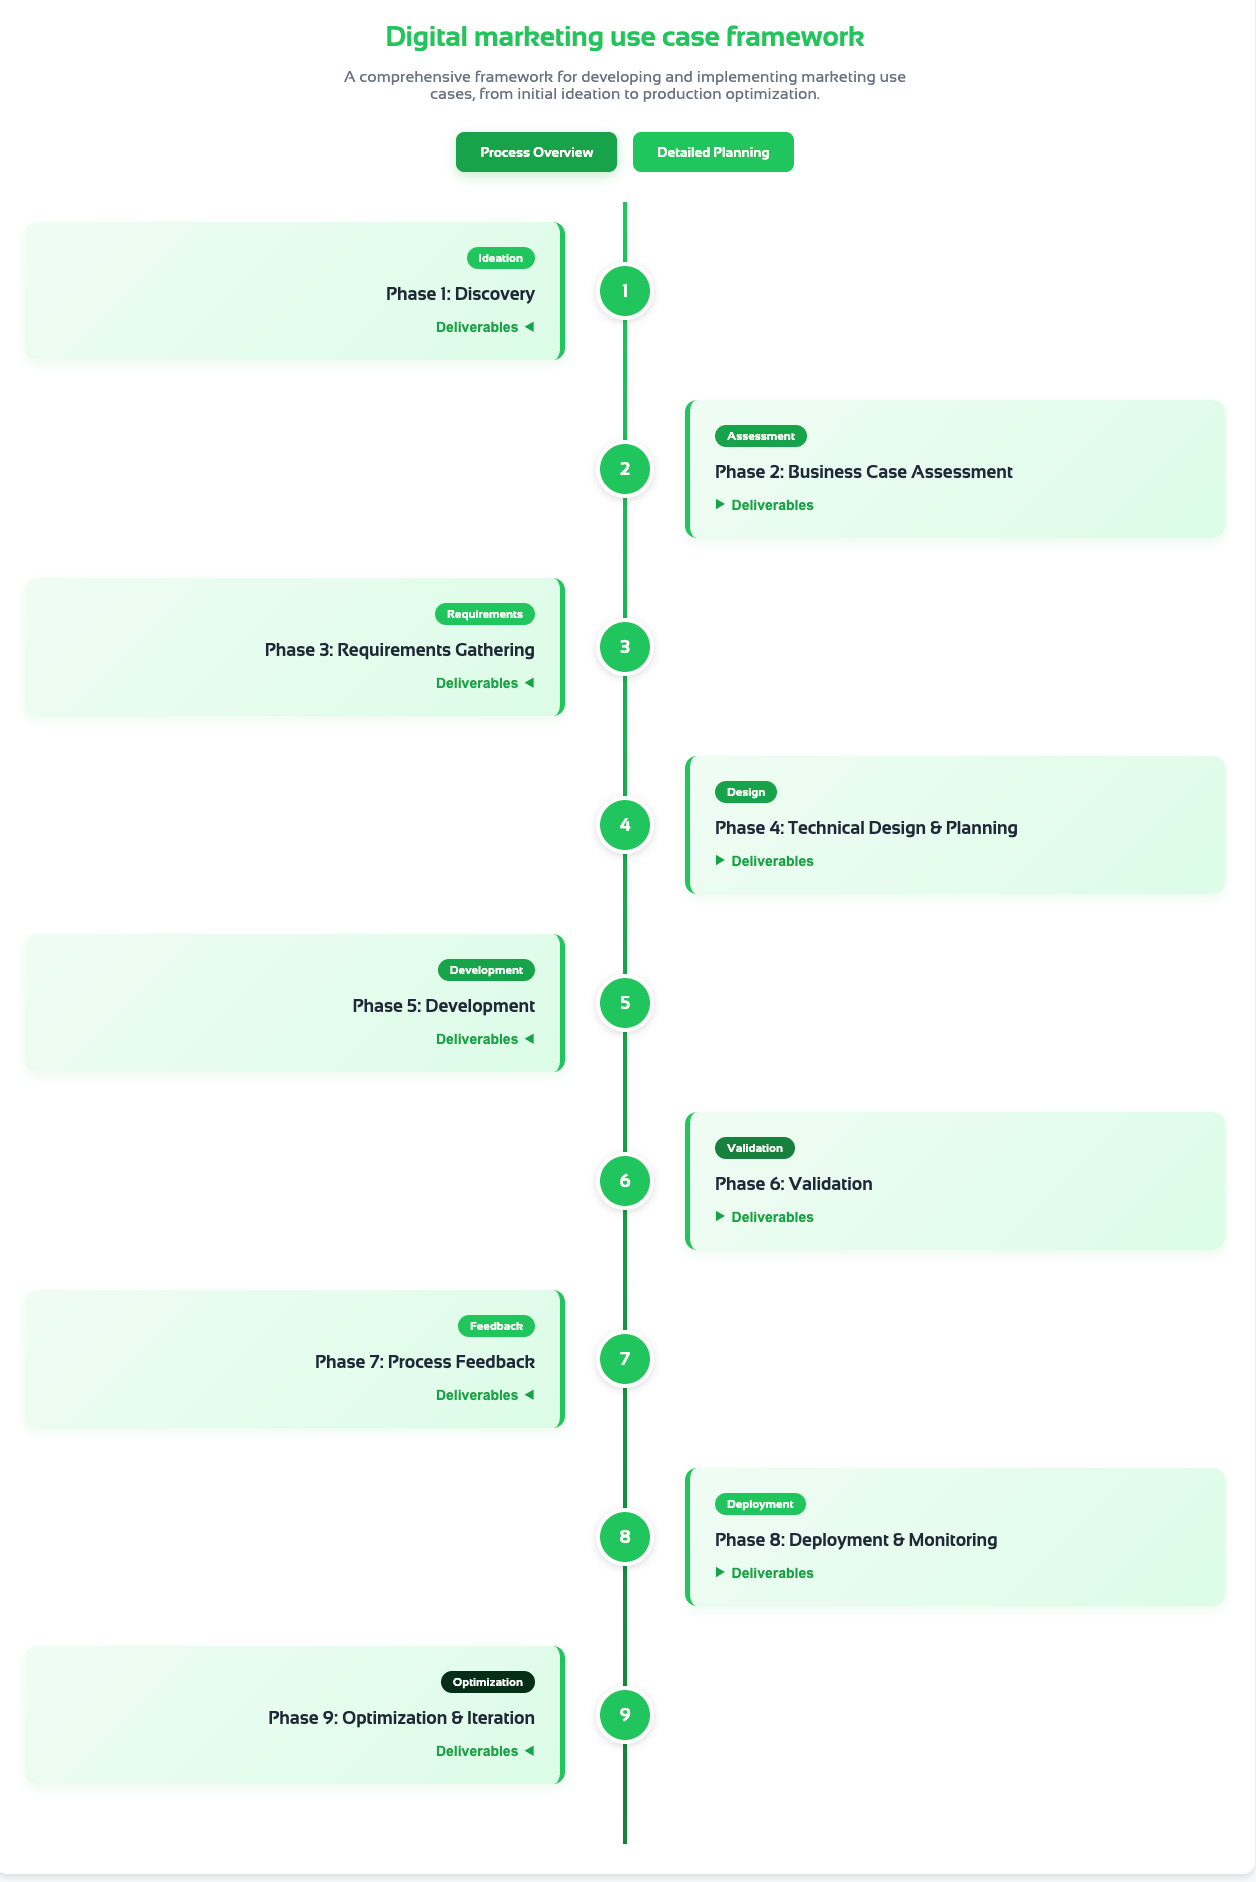 Digital marketing use case framework
A comprehensive framework for developing and implementing marketing use
cases, from initial ideation to production optimization.
Process Overview
Detailed Planning
Ideation
Phase 1: Discovery
Deliverables ◀
1
Assessment
Phase 2: Business Case Assessment
▶ Deliverables
2
Requirements
Phase 3: Requirements Gathering
Deliverables ◀
3
Design
Phase 4: Technical Design & Planning
▶ Deliverables
4
Development
Phase 5: Development
Deliverables ◀
5
Validation
Phase 6: Validation
▶ Deliverables
6
Feedback
Phase 7: Process Feedback
Deliverables ◀
7
Deployment
Phase 8: Deployment & Monitoring
▶ Deliverables
8
Optimization
Phase 9: Optimization & Iteration
Deliverables ◀
9